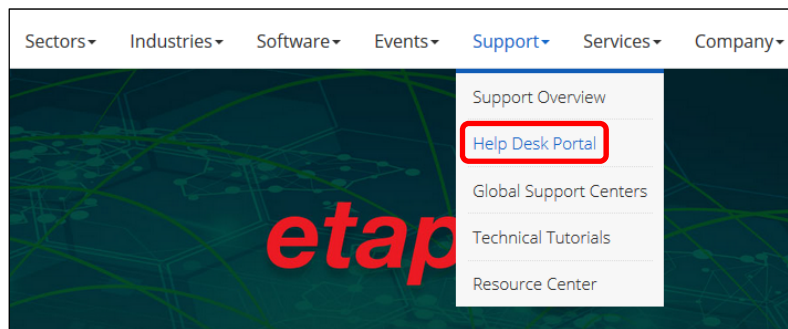 Sectors Industries Software Events Support Services Company
Support Overview
Help Desk Portal
Global Support Centers
Technical Tutorials
Resource Center
etap